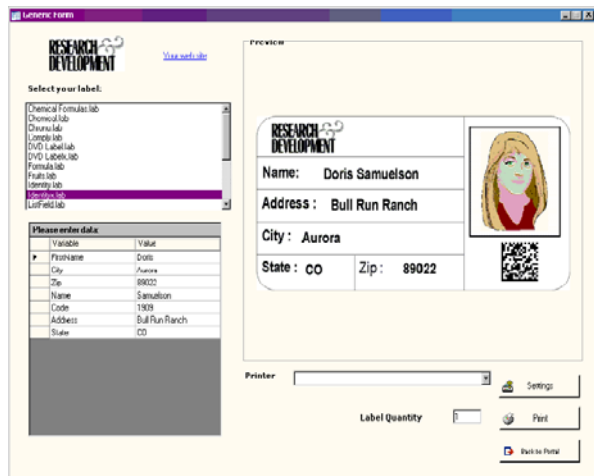 Generic Form
RESEARCH &
DEVELOPMENT
Your web site
Select your label:
Chemical Formulas.lab
Chemical.lab
Chrono.lab
Comply.lab
DVD Label.lab
DVD Labels.lab
Formula.lab
Fruits.lab
Identity.lab
ListField.lab
Please enter data:
Variable Value
FirstName Doris
City Aurora
Zip 89022
Name Samuelson
Code 1909
Address Bull Run Ranch
State CO
Preview
RESEARCH &
DEVELOPMENT
Name: Doris Samuelson
Address : Bull Run Ranch
City : Aurora
State : CO Zip : 89022
Printer
Settings
Label Quantity 1 Print
Back to Portal